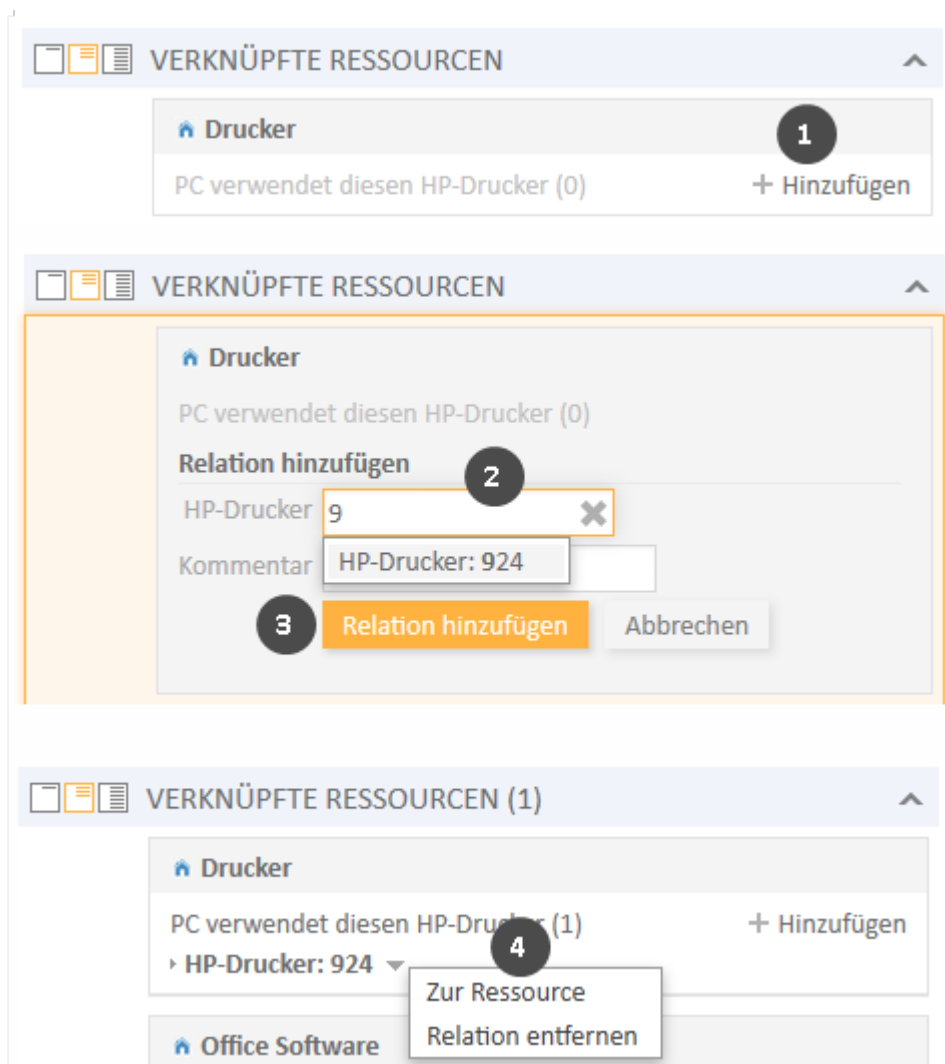 VERKNÜPFTE RESSOURCEN
Drucker
1
PC verwendet diesen HP-Drucker (0) + Hinzufügen
VERKNÜPFTE RESSOURCEN
Drucker
PC verwendet diesen HP-Drucker (0)
Relation hinzufügen
2
HP-Drucker 9
Kommentar HP-Drucker: 924
3 Relation hinzufügen Abbrechen
VERKNÜPFTE RESSOURCEN (1)
Drucker
PC verwendet diesen HP-Drucker (1) + Hinzufügen
4
HP-Drucker: 924
Zur Ressource
Relation entfernen
Office Software